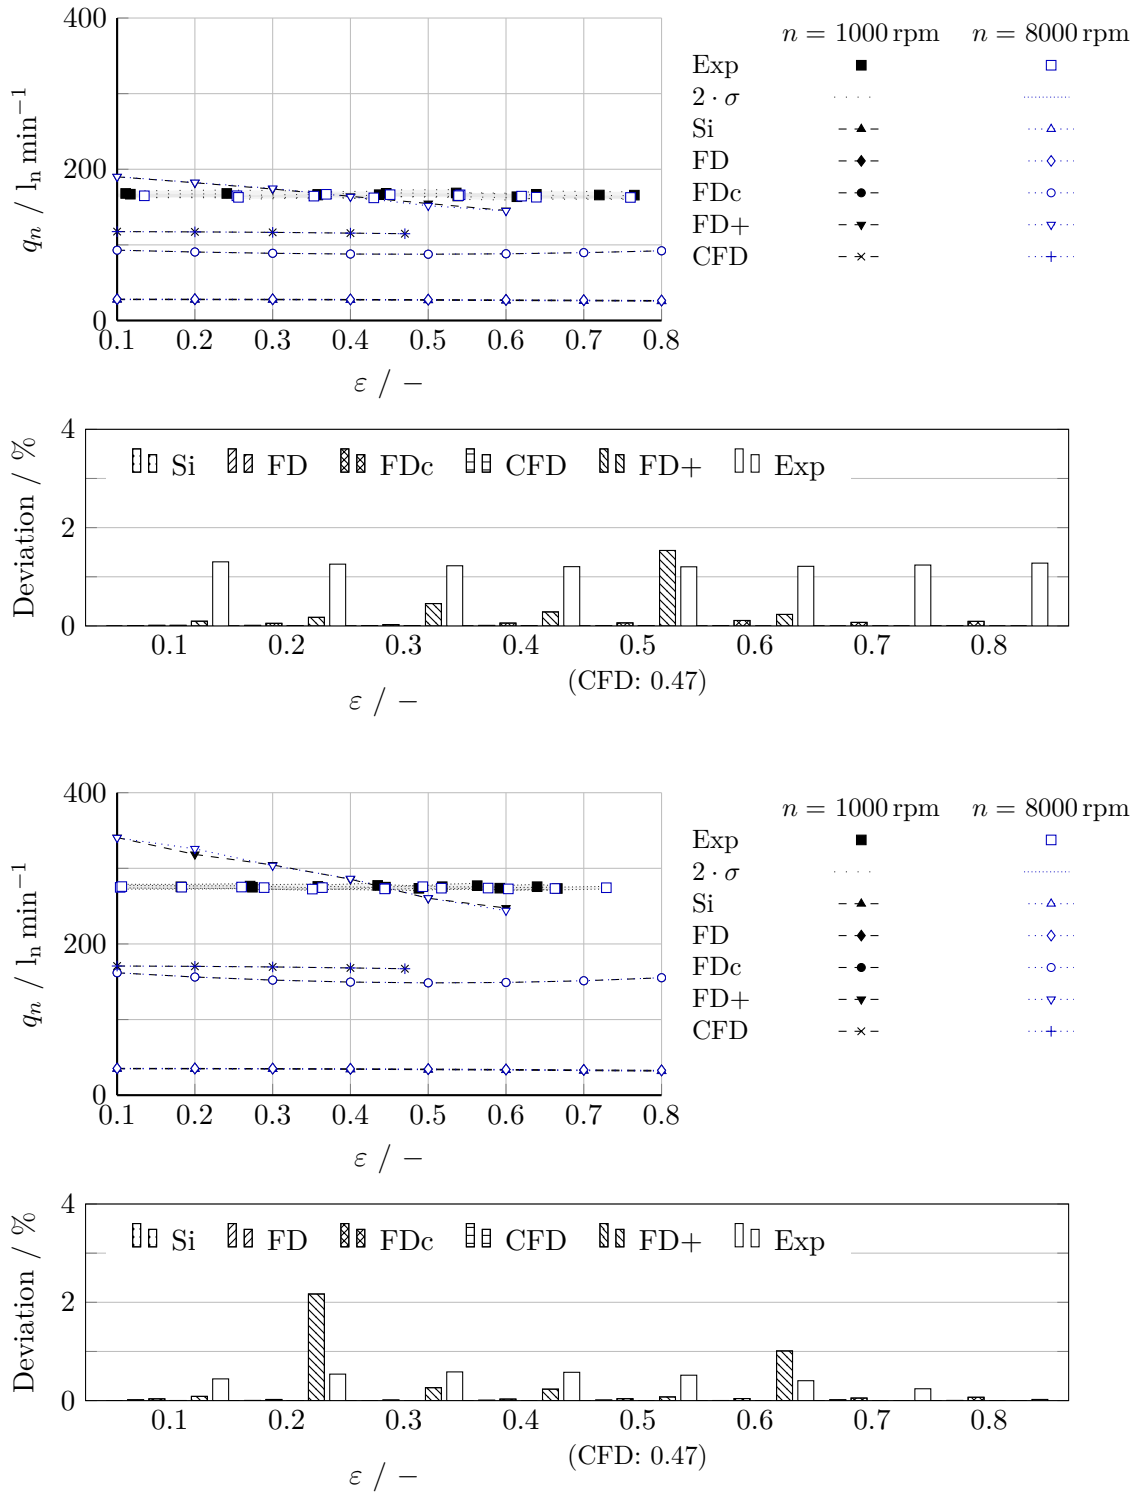 400
200
0
qₙ / lₙ min⁻¹
0.1 0.2 0.3 0.4 0.5 0.6 0.7 0.8
ε / −
n = 1000 rpm n = 8000 rpm
Exp
2 · σ
Si
FD
FDc
FD+
CFD
4
2
0
Deviation / %
Si FD FDc CFD FD+ Exp
0.1 0.2 0.3 0.4 0.5 0.6 0.7 0.8
(CFD: 0.47)
ε / −
400
200
0
qₙ / lₙ min⁻¹
0.1 0.2 0.3 0.4 0.5 0.6 0.7 0.8
ε / −
n = 1000 rpm n = 8000 rpm
Exp
2 · σ
Si
FD
FDc
FD+
CFD
4
2
0
Deviation / %
Si FD FDc CFD FD+ Exp
0.1 0.2 0.3 0.4 0.5 0.6 0.7 0.8
(CFD: 0.47)
ε / −